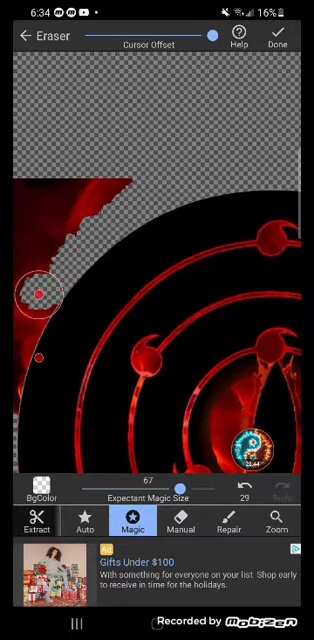 6:34
16%
Eraser
Cursor Offset
Help
Done
21:44
BgColor
67
Expectant Magic Size
29
Redo
Extract
Auto
Magic
Manual
Repair
Zoom
Ad
Gifts Under $100
With something for everyone on your list. Shop early
to receive in time for the holidays.
Recorded by Mobizen